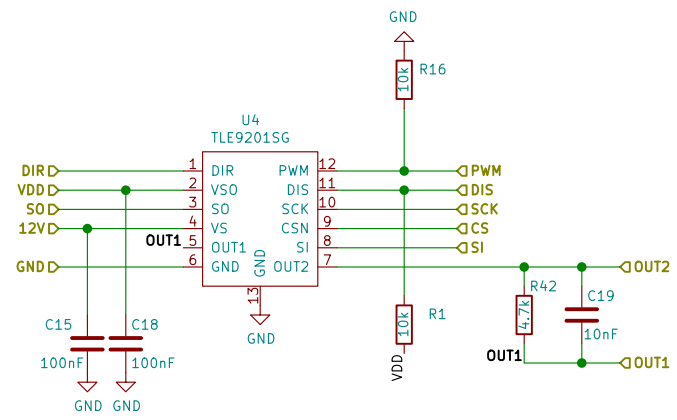 GND
R16
10k
U4
TLE9201SG
DIR 1 DIR PWM 12 PWM
VDD 2 VSO DIS 11 DIS
SO 3 SO SCK 10 SCK
12V 4 VS CSN 9 CS
OUT1 5 OUT1 SI 8 SI
GND 6 GND GND OUT2 7 OUT2
13
GND
C15
100nF
GND
C18
100nF
GND
R1
10k
VDD
R42
4.7k
C19
10nF
OUT1
OUT1